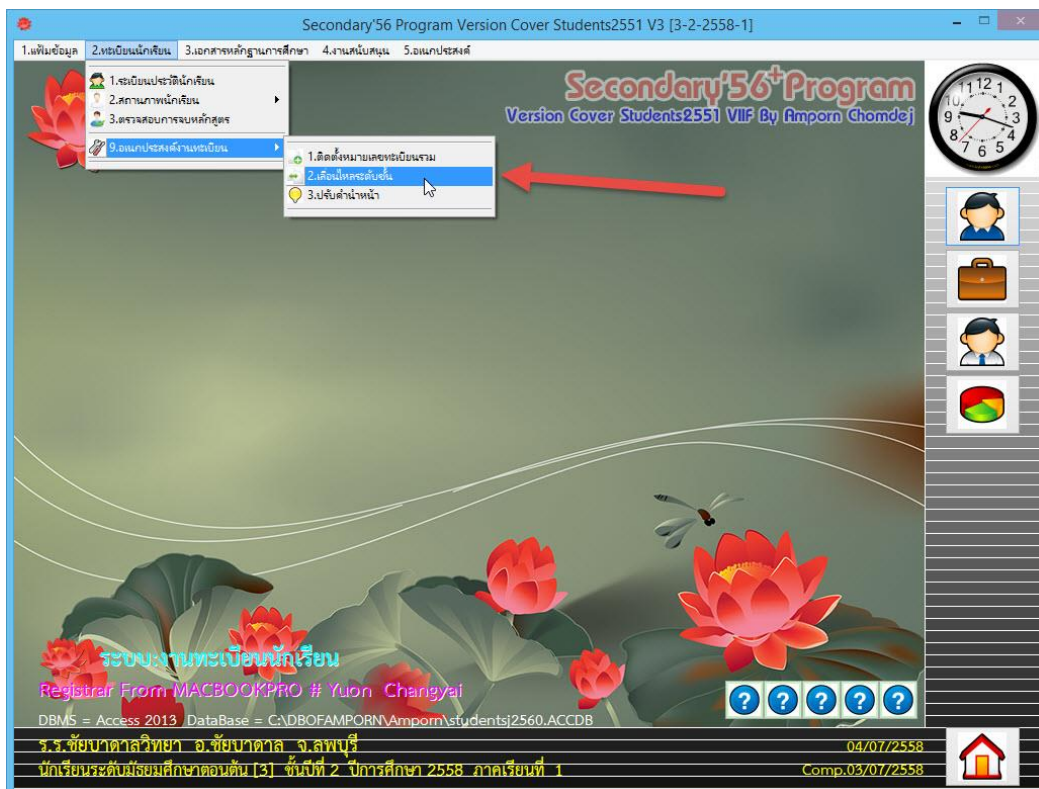 Secondary'56 Program Version Cover Students2551 V3 [3-2-2558-1]
1.แฟ้มข้อมูล 2.ทะเบียนนักเรียน 3.เอกสารหลักฐานการศึกษา 4.งานสนับสนุน 5.อเนกประสงค์
1.ระเบียนประวัตินักเรียน
2.สถานภาพนักเรียน
3.ตรวจสอบการจบหลักสูตร
9.อเนกประสงค์งานทะเบียน
1.ติดตั้งหมายเลขทะเบียนรวม
2.เลื่อนไหลระดับชั้น
3.ปรับคำนำหน้า
Secondary'56+Program
Version Cover Students2551 VIIF By Amporn Chomdej
12 1 2 3 4 5 6 7 8 9 10 11
ระบบ:งานทะเบียนนักเรียน
Registrar From MACBOOKPRO # Yuon Changyai
DBMS = Access 2013 DataBase = C:\DBOFAMPORN\Amporn\studentsj2560.ACCDB
? ? ? ? ?
ร.ร.ชัยบาดาลวิทยา อ.ชัยบาดาล จ.ลพบุรี 04/07/2558
นักเรียนระดับมัธยมศึกษาตอนต้น [3] ชั้นปีที่ 2 ปีการศึกษา 2558 ภาคเรียนที่ 1 Comp.03/07/2558